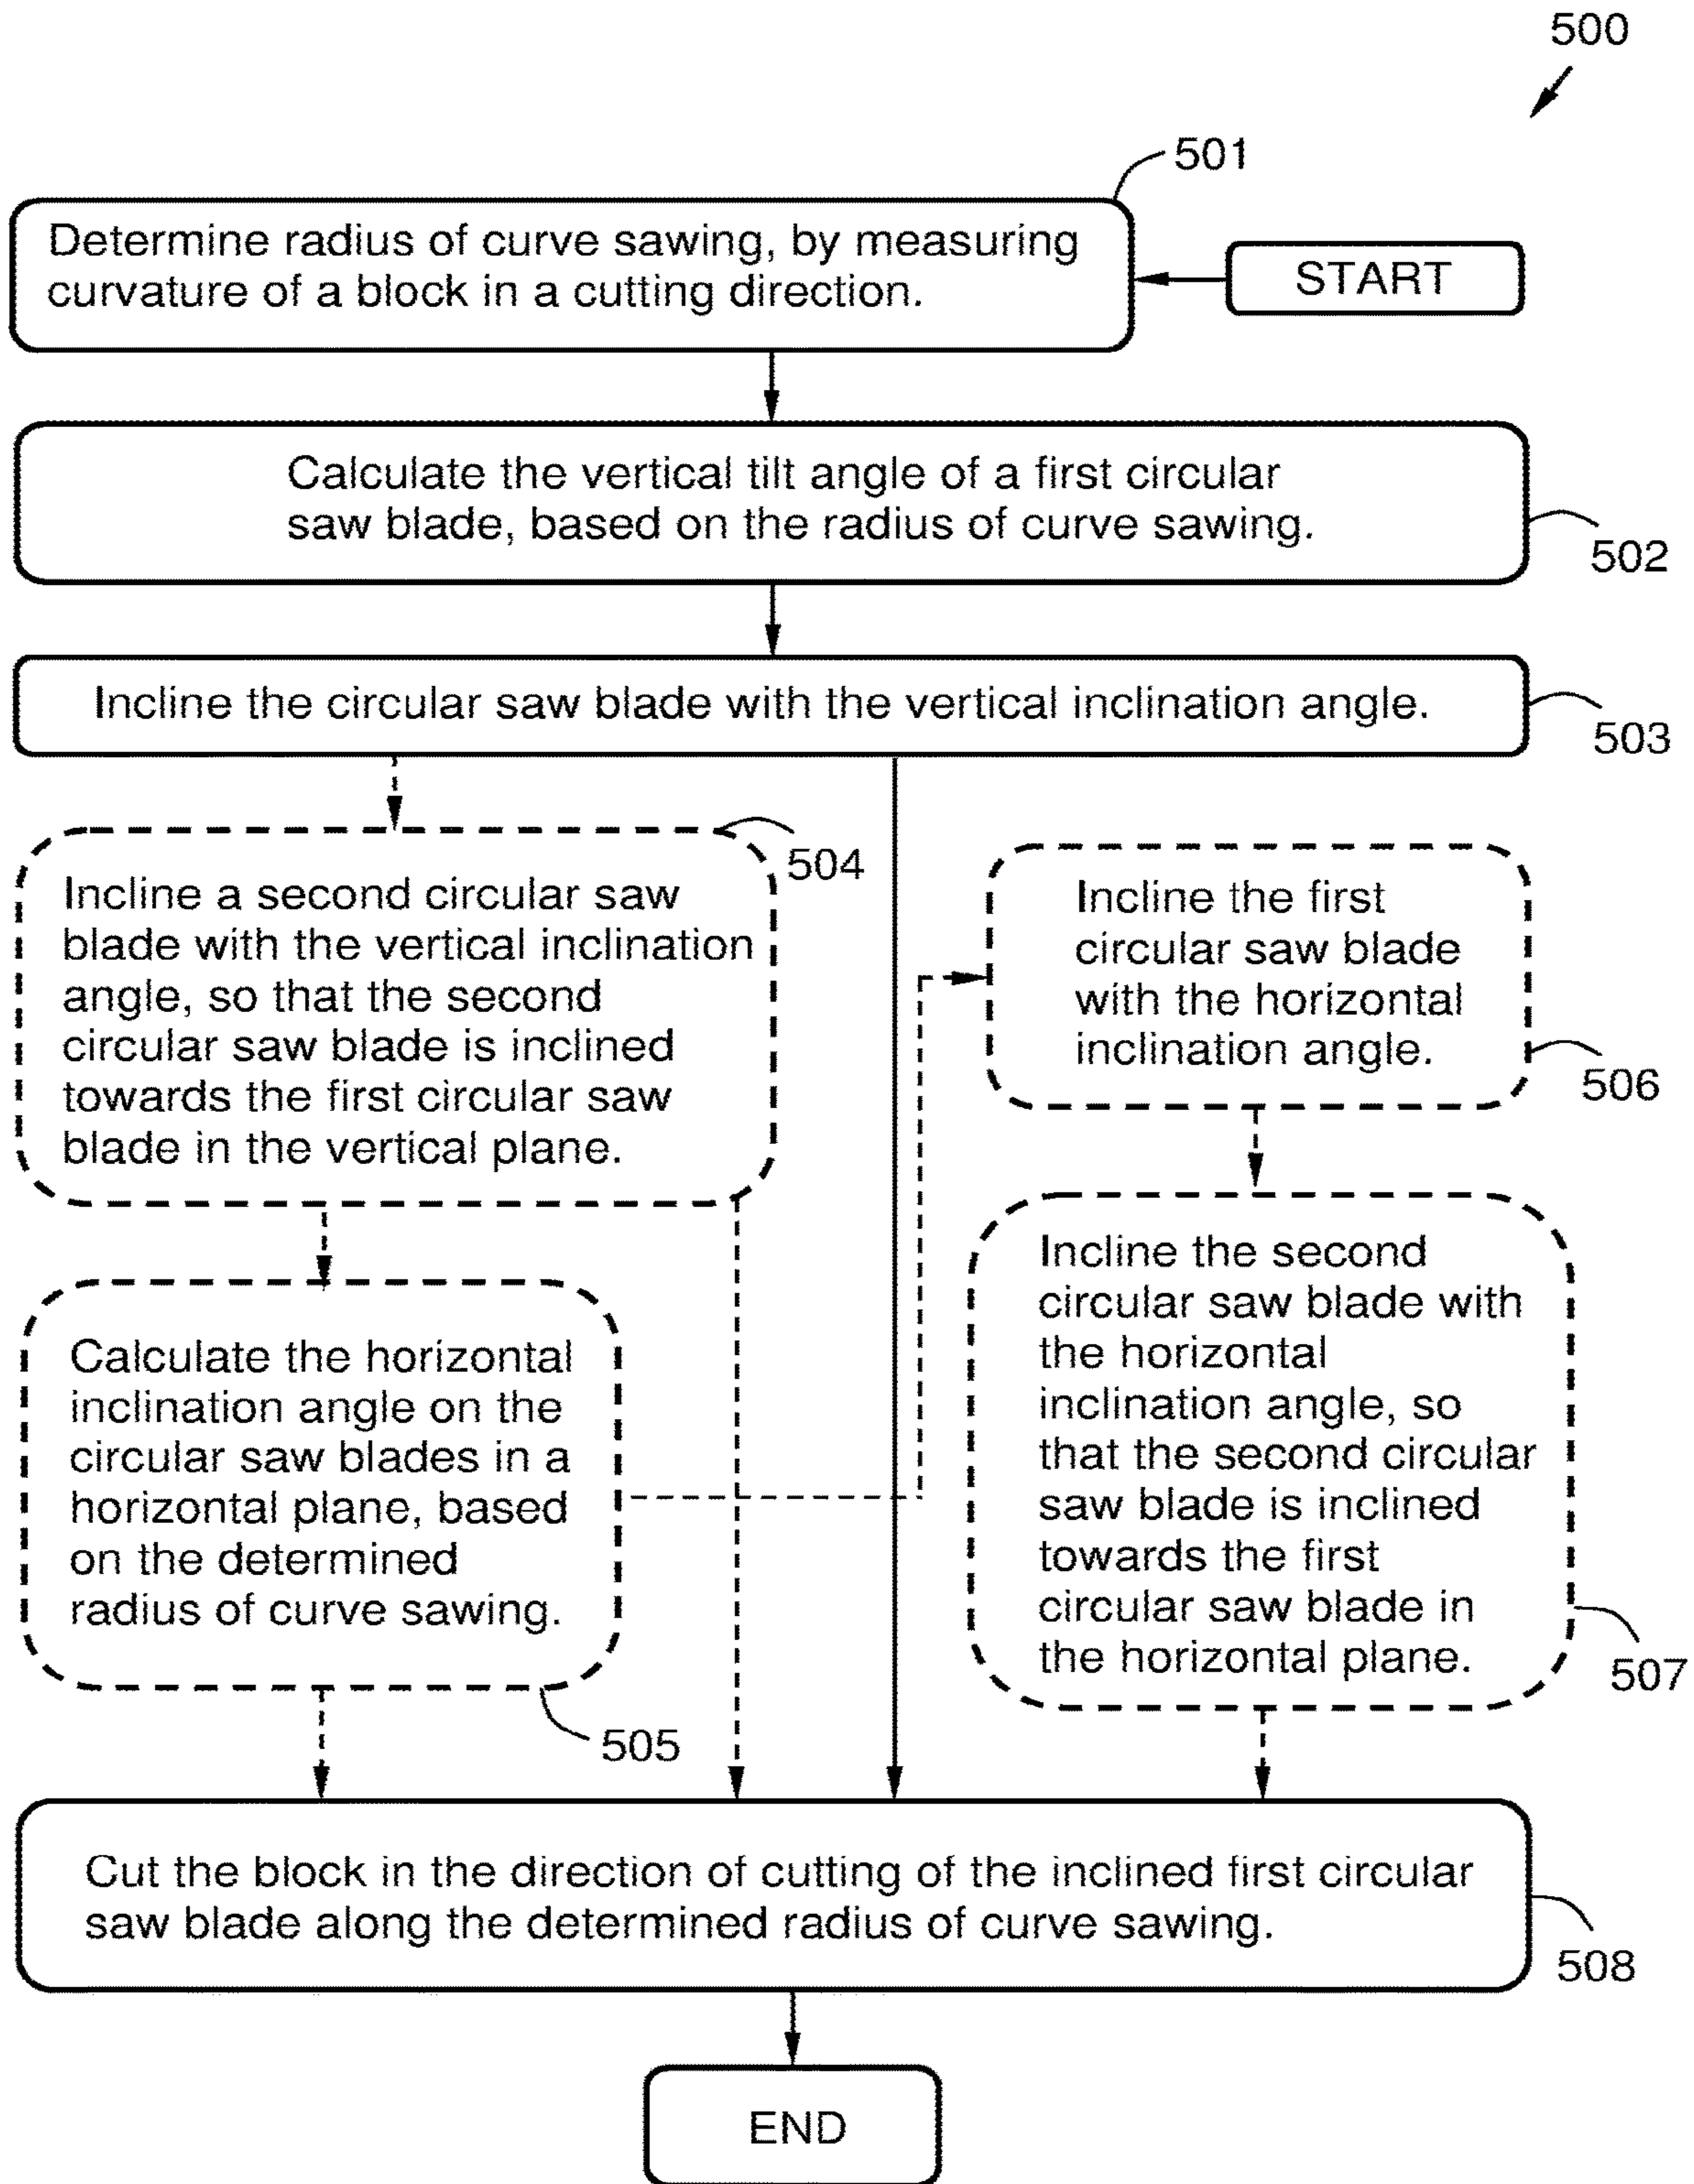 500
501
Determine radius of curve sawing, by measuring
curvature of a block in a cutting direction.
START
Calculate the vertical tilt angle of a first circular
saw blade, based on the radius of curve sawing.
502
Incline the circular saw blade with the vertical inclination angle.
503
504
Incline a second circular saw
blade with the vertical inclination
angle, so that the second
circular saw blade is inclined
towards the first circular saw
blade in the vertical plane.
Incline the first
circular saw blade
with the horizontal
inclination angle.
506
Calculate the horizontal
inclination angle on the
circular saw blades in a
horizontal plane, based
on the determined
radius of curve sawing.
505
Incline the second
circular saw blade with
the horizontal
inclination angle, so
that the second circular
saw blade is inclined
towards the first
circular saw blade in
the horizontal plane.
507
Cut the block in the direction of cutting of the inclined first circular
saw blade along the determined radius of curve sawing.
508
END